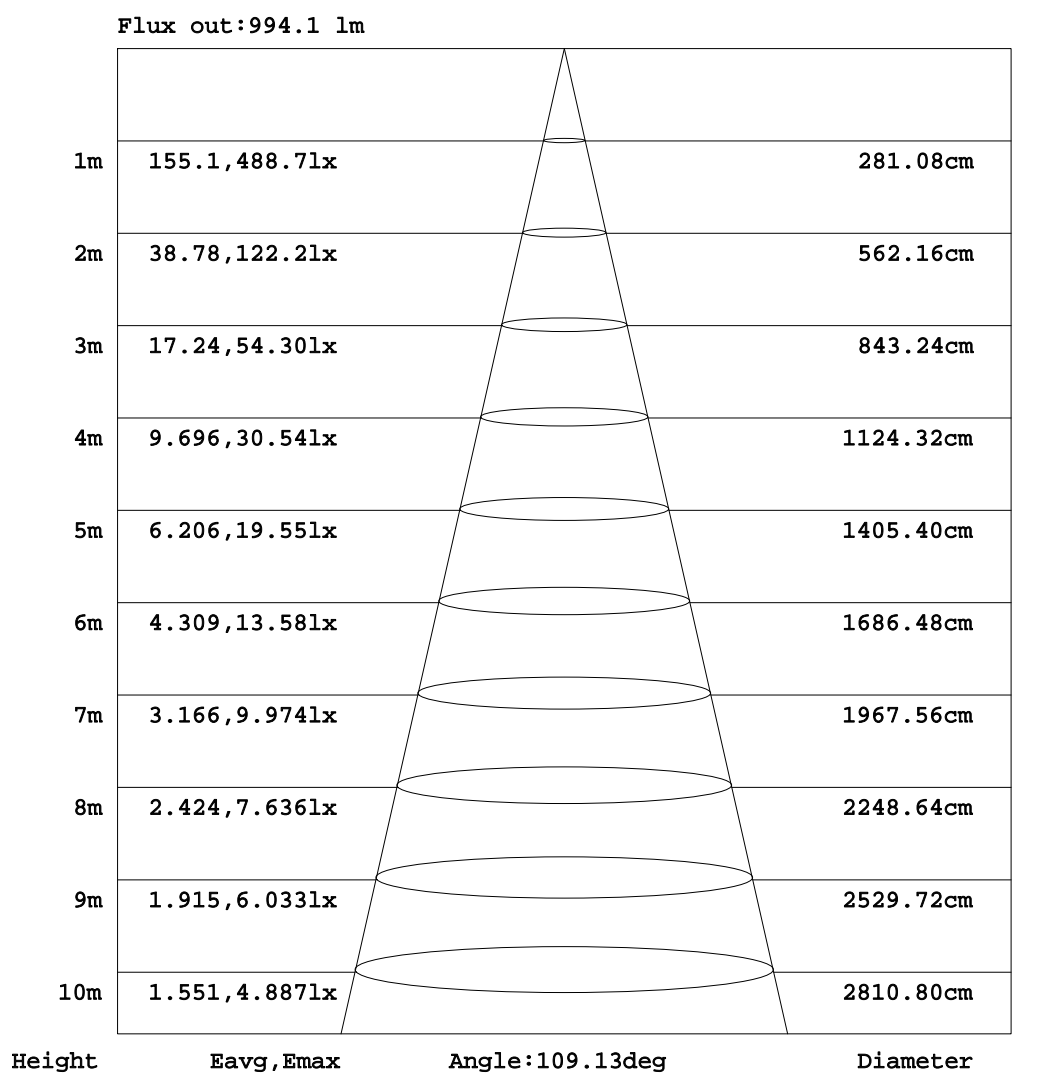 Flux out:994.1 lm
1m 155.1,488.7lx 281.08cm
2m 38.78,122.2lx 562.16cm
3m 17.24,54.30lx 843.24cm
4m 9.696,30.54lx 1124.32cm
5m 6.206,19.55lx 1405.40cm
6m 4.309,13.58lx 1686.48cm
7m 3.166,9.974lx 1967.56cm
8m 2.424,7.636lx 2248.64cm
9m 1.915,6.033lx 2529.72cm
10m 1.551,4.887lx 2810.80cm
Height Eavg,Emax Angle:109.13deg Diameter